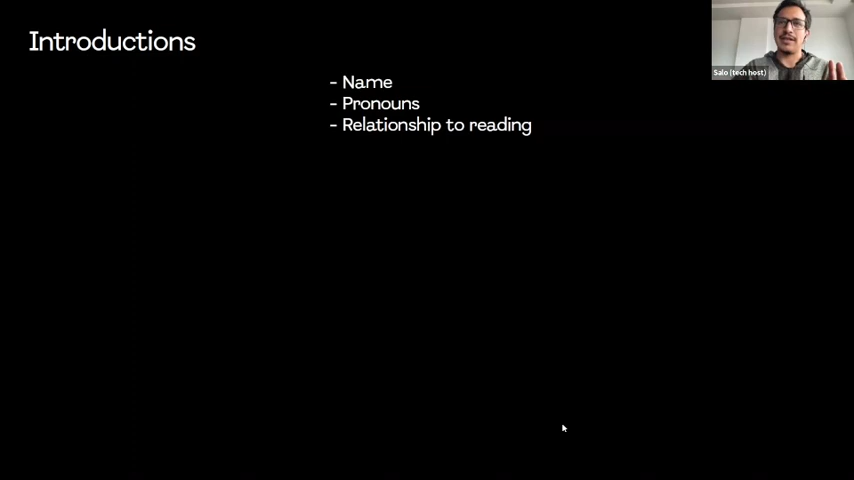 Introductions
- Name
- Pronouns
- Relationship to reading
Salo (tech host)